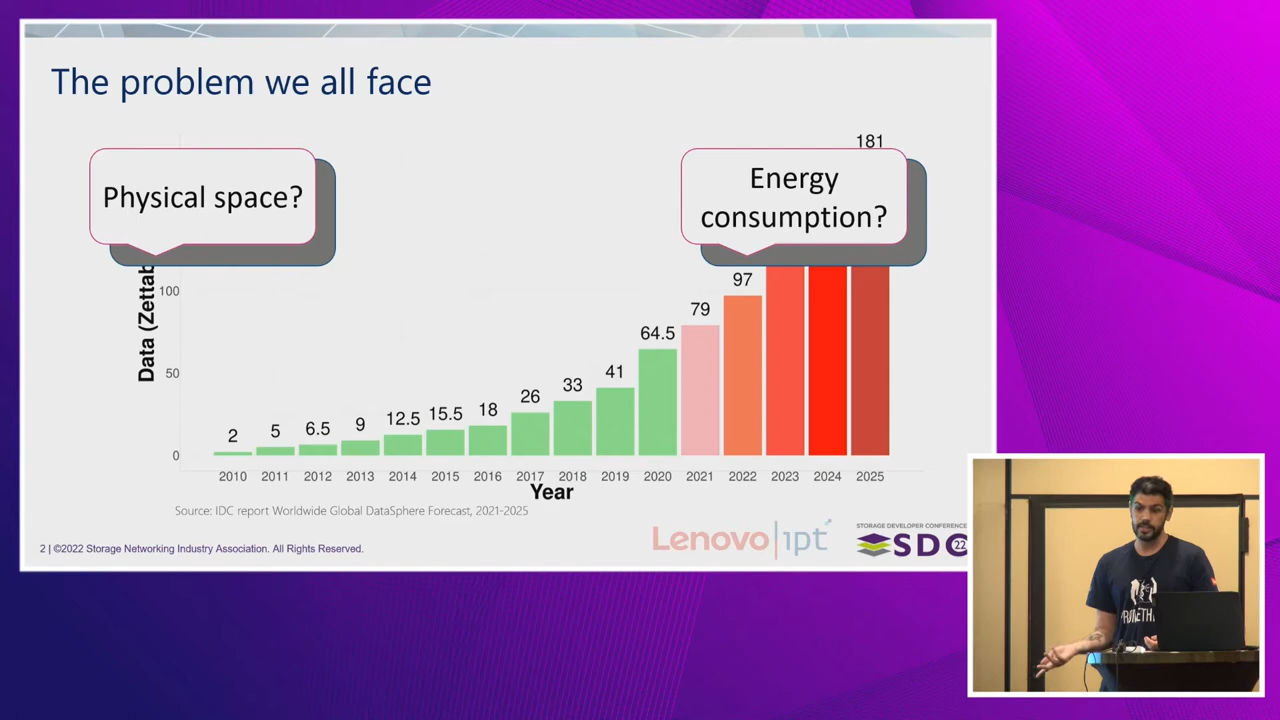 The problem we all face
Physical space?
Energy
consumption?
181
97
79
64.5
41
33
26
18
15.5
12.5
9
6.5
5
2
100
50
0
2010 2011 2012 2013 2014 2015 2016 2017 2018 2019 2020 2021 2022 2023 2024 2025
Year
Source: IDC report Worldwide Global DataSphere Forecast, 2021-2025
2 | ©2022 Storage Networking Industry Association. All Rights Reserved.
Lenovo ipt
STORAGE DEVELOPER CONFERENCE
SDC 22